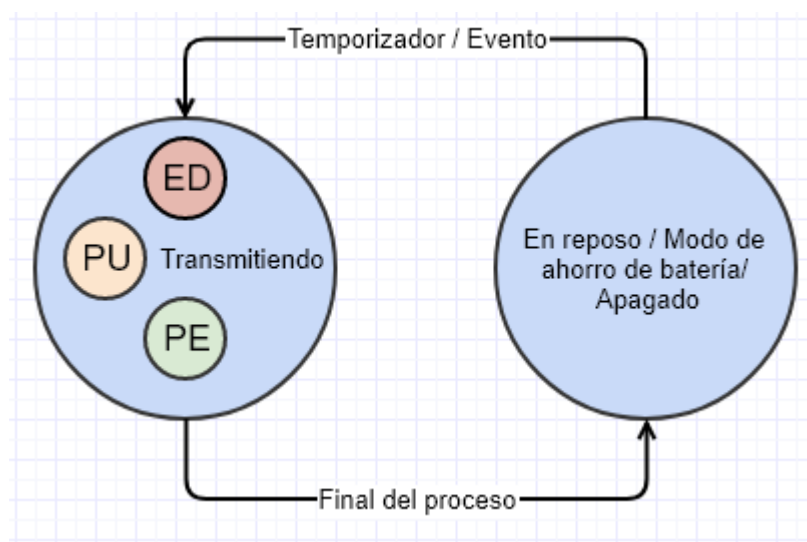 Temporizador / Evento
ED
PU
Transmitiendo
PE
En reposo / Modo de
ahorro de batería/
Apagado
Final del proceso